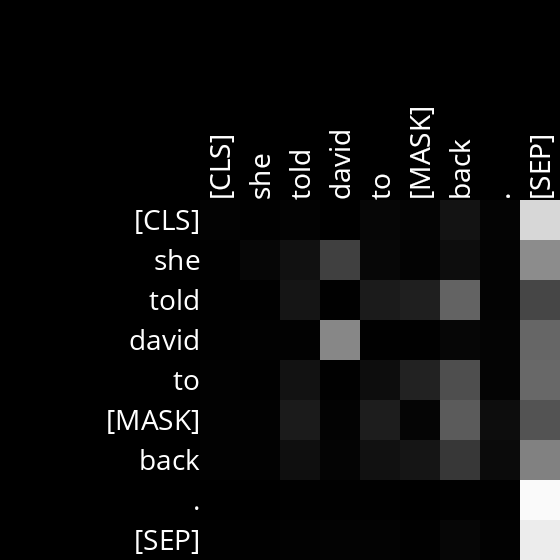 [CLS] she told david to [MASK] back . [SEP]
[CLS]
she
told
david
to
[MASK]
back
.
[SEP]